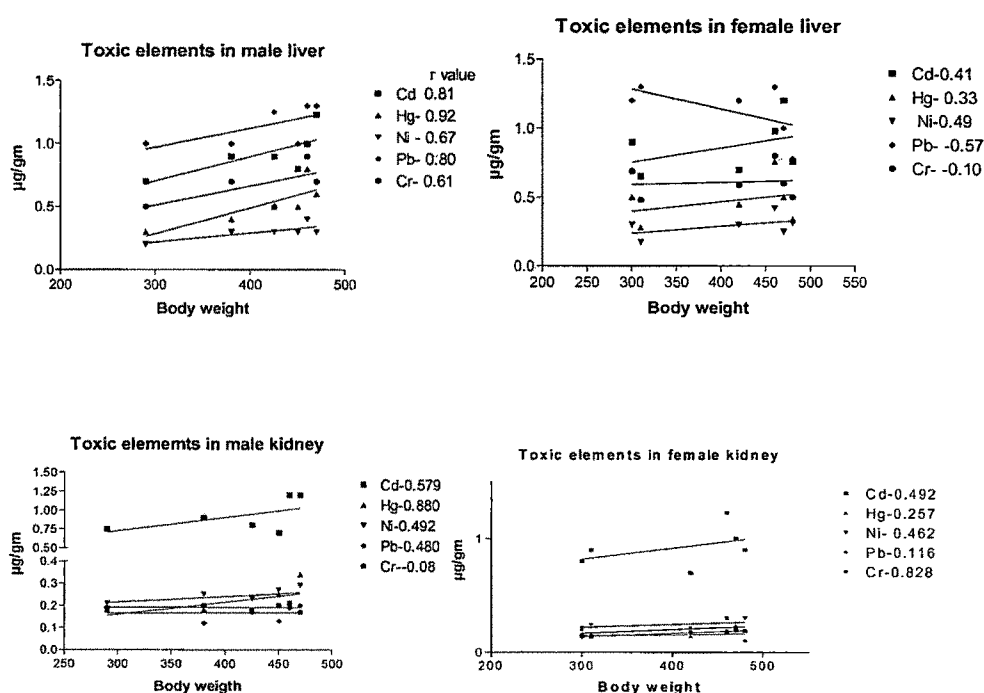 Toxic elements in male liver
r value
Cd 0.81
Hg- 0.92
Ni - 0.67
Pb- 0.80
Cr- 0.61
1.5
1.0
0.5
0.0
µg/gm
200 300 400 500
Body weight
Toxic elements in female liver
Cd-0.41
Hg- 0.33
Ni-0.49
Pb- -0.57
Cr- -0.10
1.5
1.0
0.5
0.0
µg/gm
200 250 300 350 400 450 500 550
Body weight
Toxic elememts in male kidney
Cd-0.579
Hg-0.880
Ni-0.492
Pb-0.480
Cr--0.08
1.50
1.25
1.00
0.75
0.50
0.4
0.3
0.2
0.1
0.0
µg/gm
250 300 350 400 450 500
Body weigth
Toxic elements in female kidney
Cd-0.492
Hg-0.257
Ni- 0.462
Pb-0.116
Cr-0.828
1
0
µg/gm
200 300 400 500
Body weight